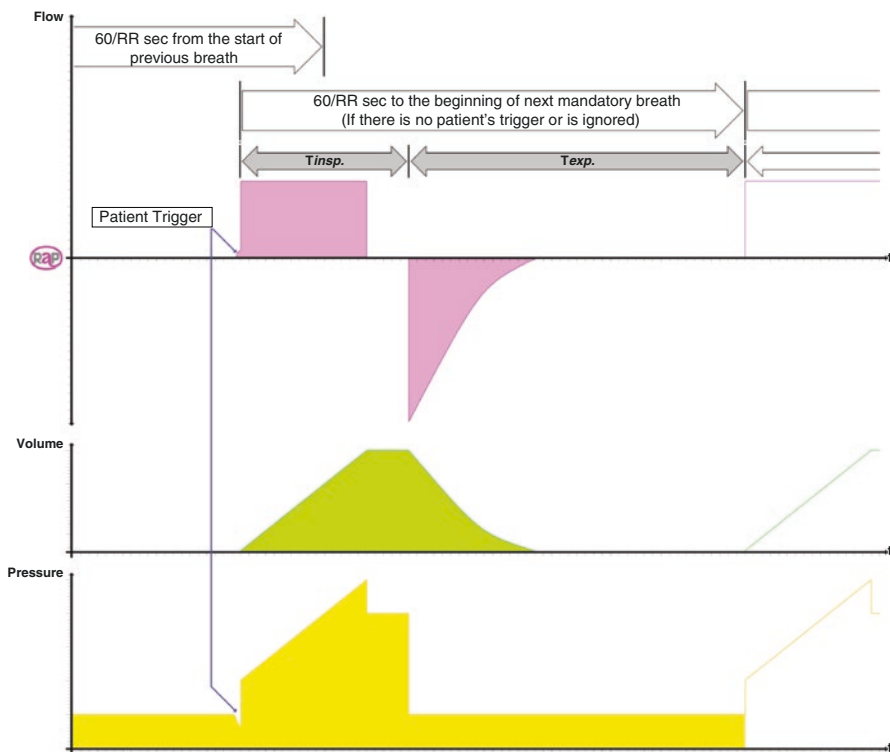 Flow
60/RR sec from the start of
previous breath
60/RR sec to the beginning of next mandatory breath
(If there is no patient's trigger or is ignored)
Tinsp.
Texp.
Patient Trigger
RaP
t
Volume
t
Pressure
t